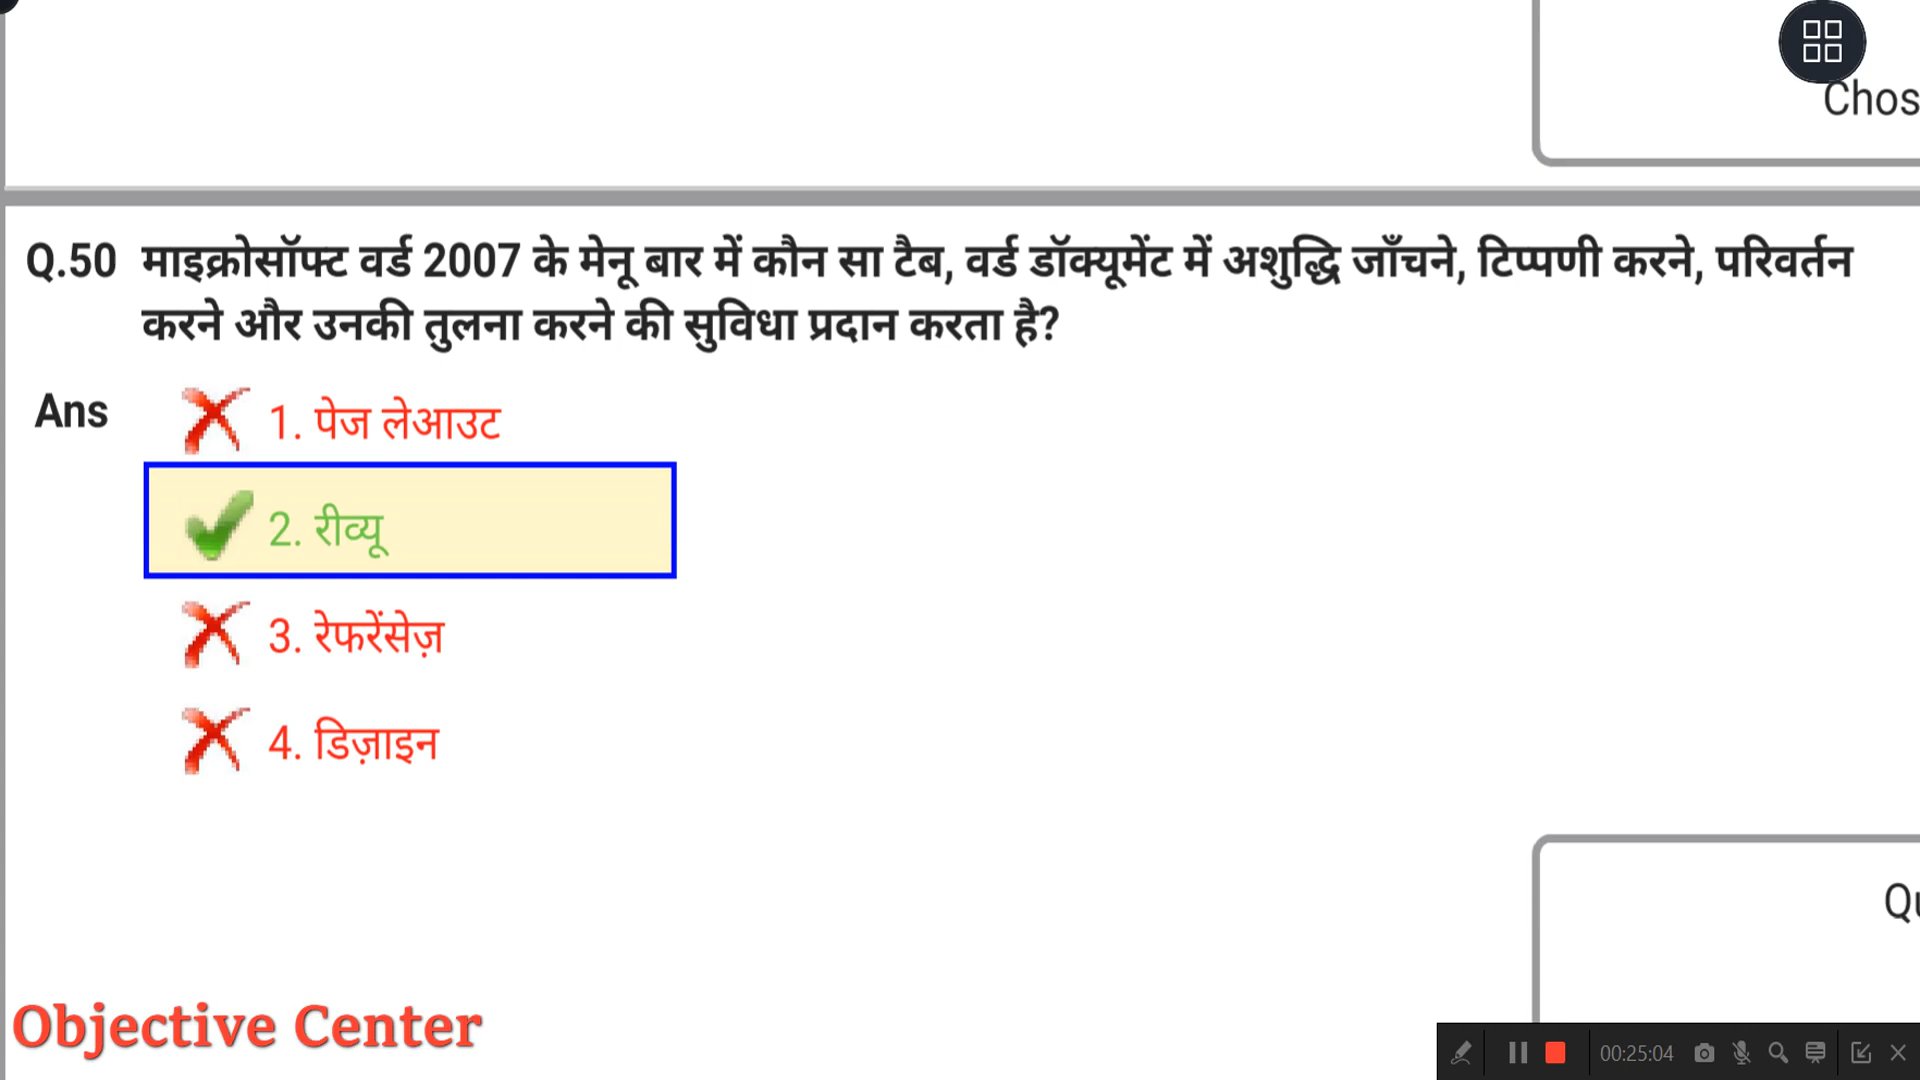 Chos
Q.50 माइक्रोसॉफ्ट वर्ड 2007 के मेनू बार में कौन सा टैब, वर्ड डॉक्यूमेंट में अशुद्धि जाँचने, टिप्पणी करने, परिवर्तन
करने और उनकी तुलना करने की सुविधा प्रदान करता है?
Ans 1. पेज लेआउट
2. रीव्यू
3. रेफरेंसेज़
4. डिज़ाइन
Qu
Objective Center
00:25:04